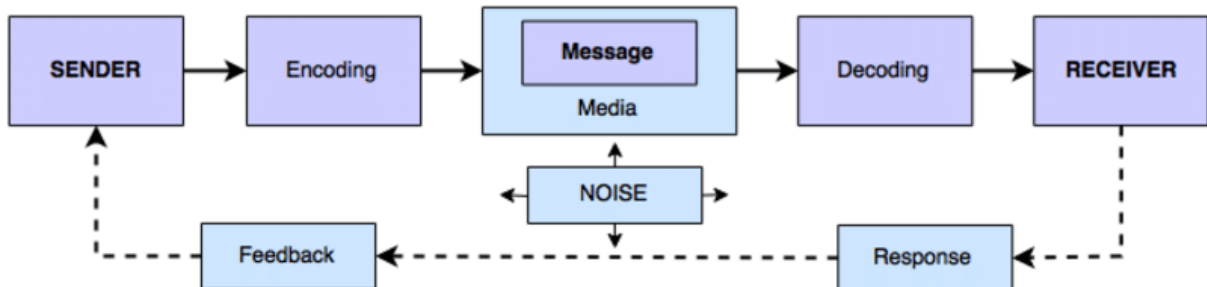 SENDER
Encoding
Message
Media
Decoding
RECEIVER
NOISE
Feedback
Response